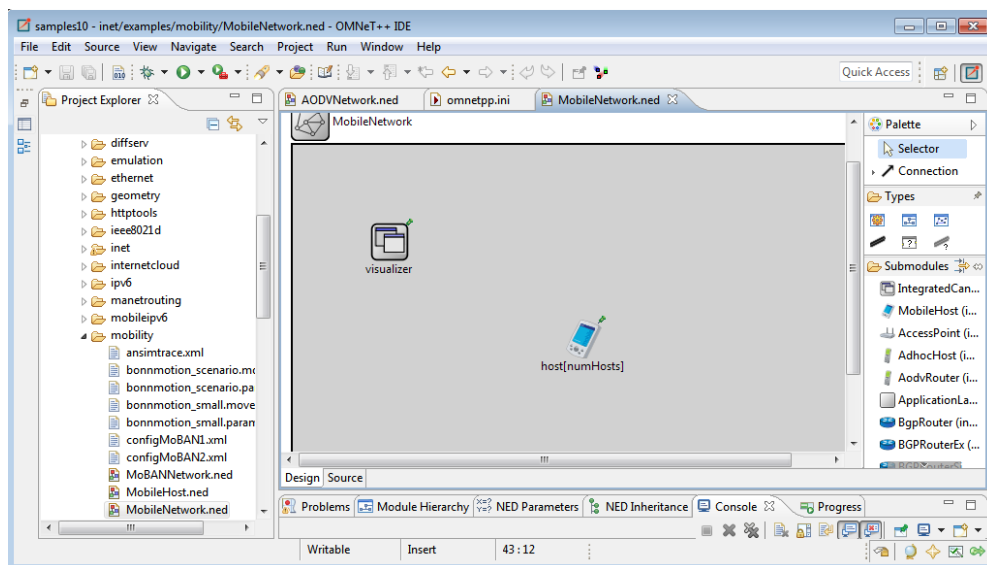 samples10 - inet/examples/mobility/MobileNetwork.ned - OMNeT++ IDE
File Edit Source View Navigate Search Project Run Window Help
Quick Access
Project Explorer
AODVNetwork.ned
omnetpp.ini
MobileNetwork.ned
diffserv
emulation
ethernet
geometry
httptools
ieee8021d
inet
internetcloud
ipv6
manetrouting
mobileipv6
mobility
ansimtrace.xml
bonnmotion_scenario.mo
bonnmotion_scenario.pa
bonnmotion_small.move
bonnmotion_small.param
configMoBAN1.xml
configMoBAN2.xml
MoBANNetwork.ned
MobileHost.ned
MobileNetwork.ned
MobileNetwork
visualizer
host[numHosts]
Design Source
Palette
Selector
Connection
Types
Submodules
IntegratedCan...
MobileHost (i...
AccessPoint (i...
AdhocHost (i...
AodvRouter (i...
ApplicationLa...
BgpRouter (in...
BGPRouterEx (...
Problems Module Hierarchy NED Parameters NED Inheritance Console Progress
Writable Insert 43 : 12